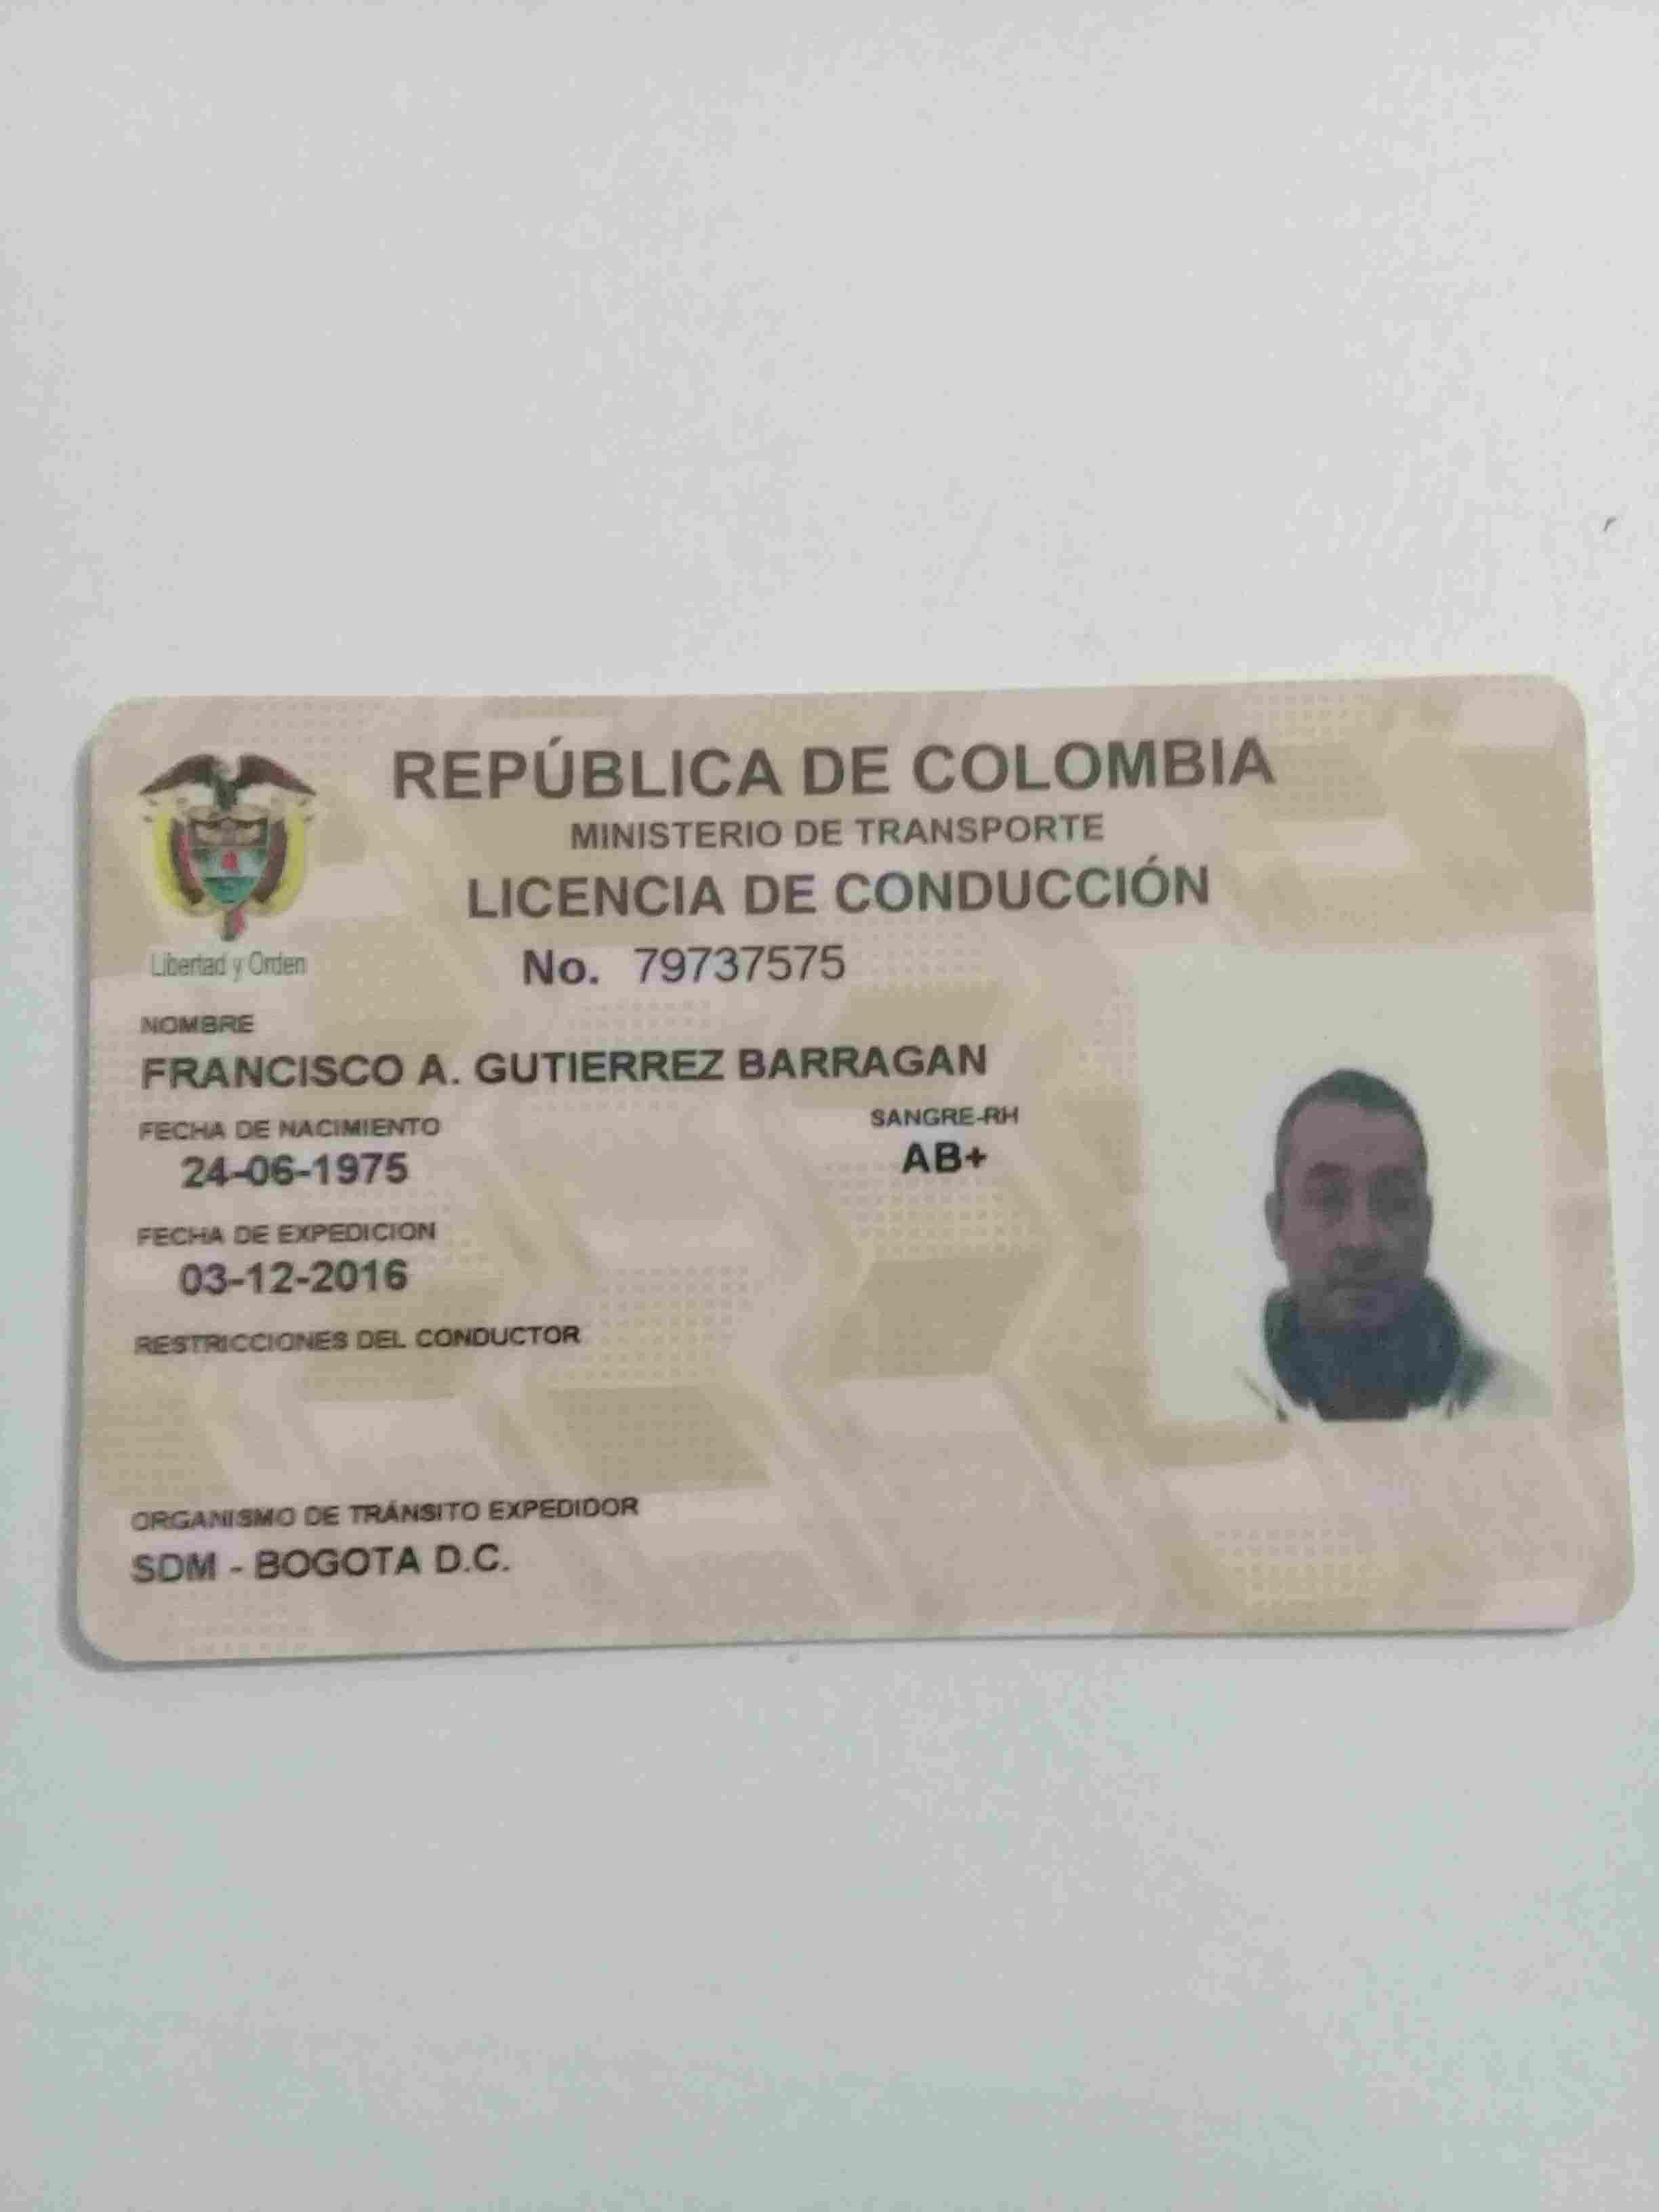 REPÚBLICA DE COLOMBIA
MINISTERIO DE TRANSPORTE
LICENCIA DE CONDUCCIÓN
Libertad y Orden
No. 79737575
NOMBRE
FRANCISCO A. GUTIERREZ BARRAGAN
FECHA DE NACIMIENTO
24-06-1975
SANGRE-RH
AB+
FECHA DE EXPEDICION
03-12-2016
RESTRICCIONES DEL CONDUCTOR
ORGANISMO DE TRÁNSITO EXPEDIDOR
SDM - BOGOTA D.C.